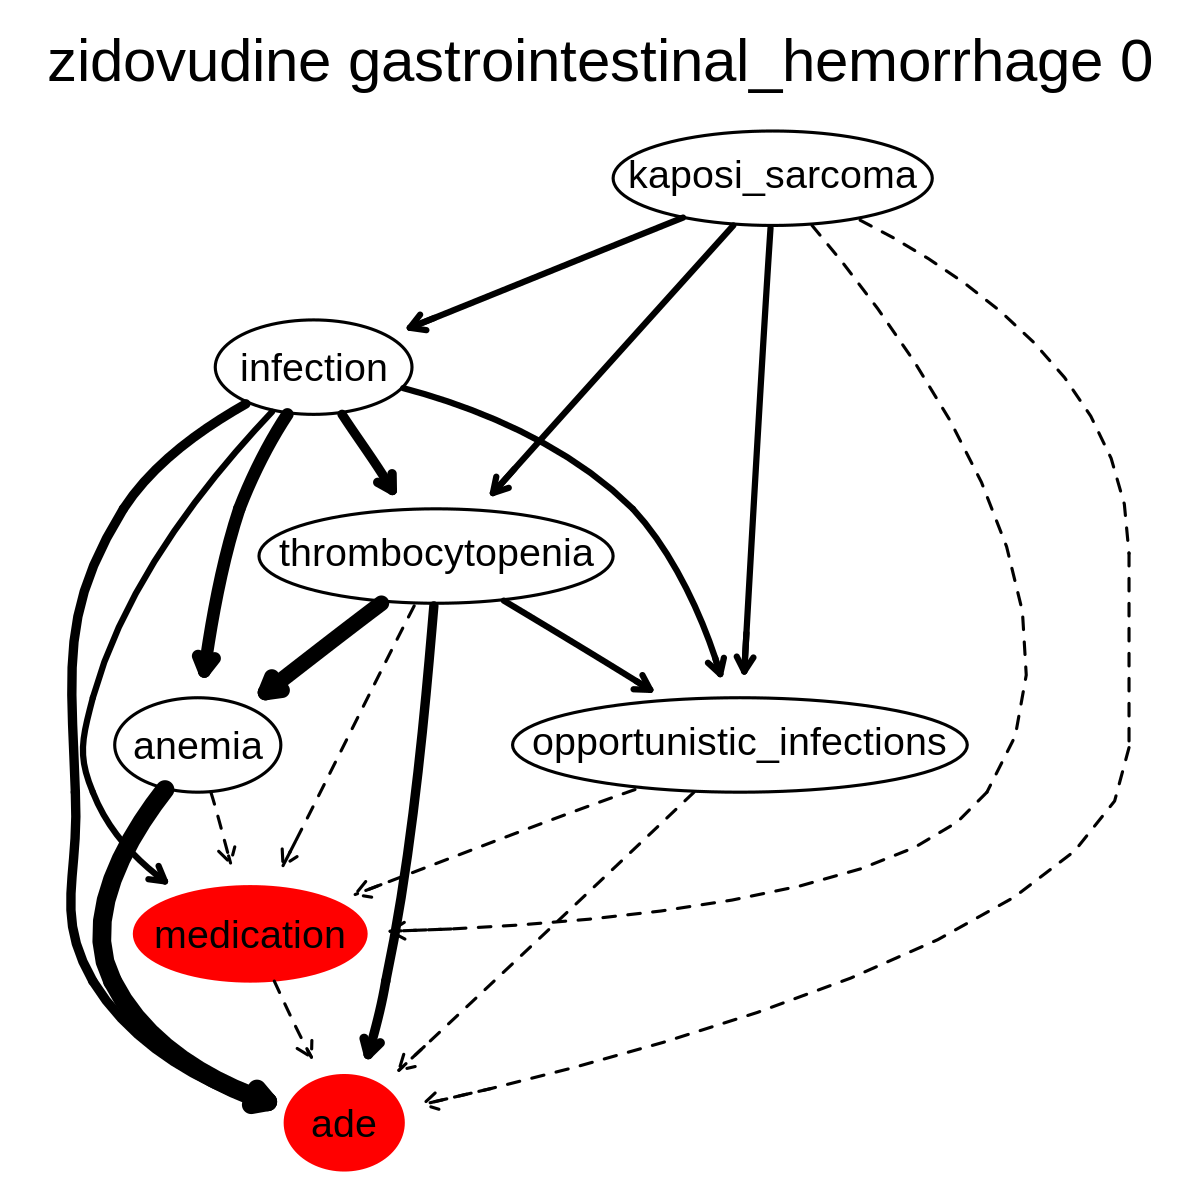 zidovudine gastrointestinal_hemorrhage 0
kaposi_sarcoma
infection
thrombocytopenia
anemia
opportunistic_infections
medication
ade